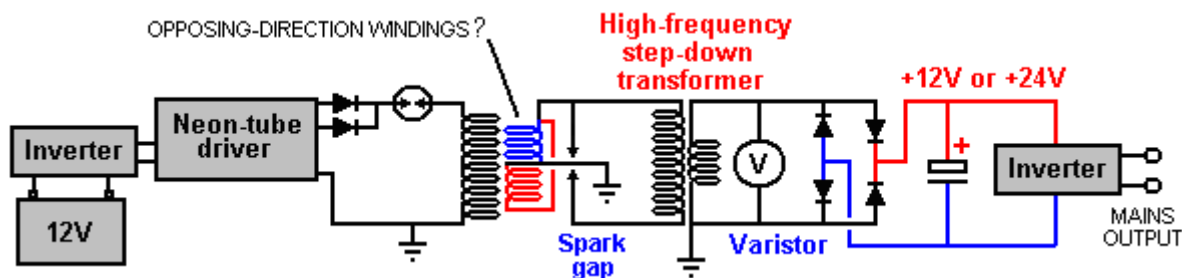 OPPOSING-DIRECTION WINDINGS ?
High-frequency
step-down
transformer
+12V or +24V
Neon-tube
driver
Inverter
12V
V
+
Inverter
MAINS
OUTPUT
Spark
gap
Varistor